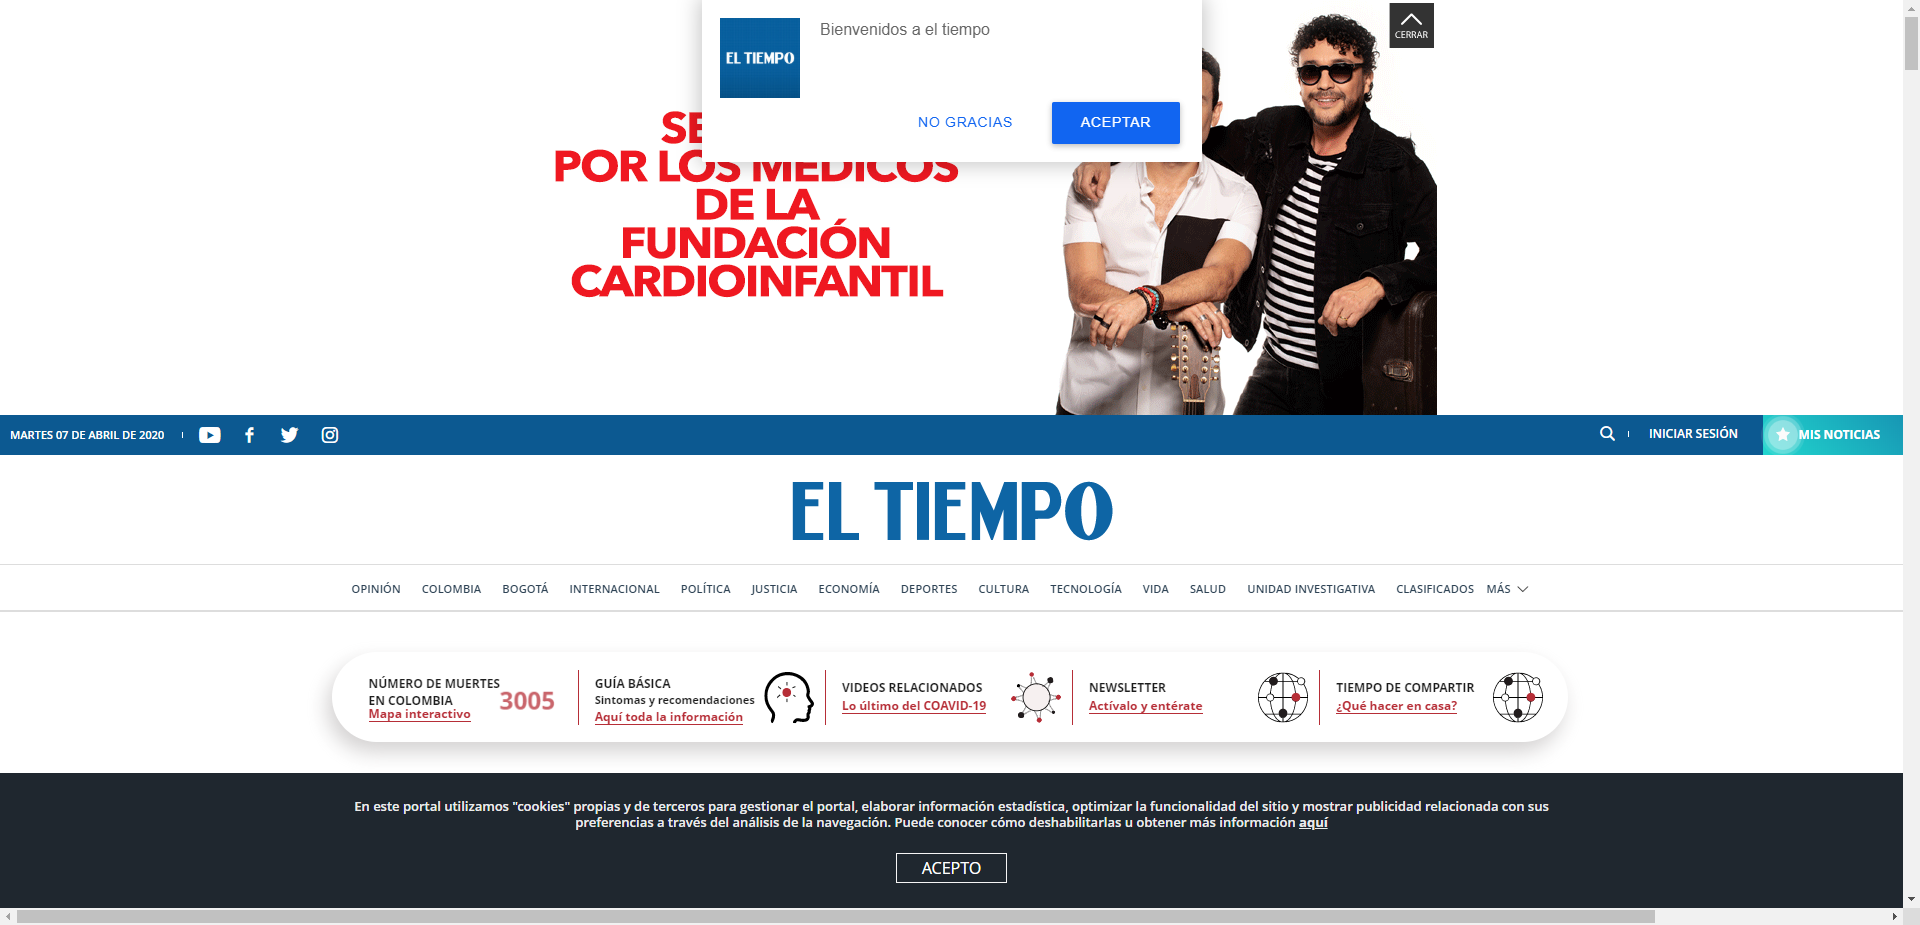 Bienvenidos a el tiempo
EL TIEMPO
NO GRACIAS
ACEPTAR
CERRAR
POR LOS MÉDICOS
DE LA
FUNDACIÓN
CARDIOINFANTIL
MARTES 07 DE ABRIL DE 2020
INICIAR SESIÓN
MIS NOTICIAS
EL TIEMPO
OPINIÓN COLOMBIA BOGOTÁ INTERNACIONAL POLÍTICA JUSTICIA ECONOMÍA DEPORTES CULTURA TECNOLOGÍA VIDA SALUD UNIDAD INVESTIGATIVA CLASIFICADOS MÁS
NÚMERO DE MUERTES
EN COLOMBIA
Mapa interactivo
3005
GUÍA BÁSICA
Sintomas y recomendaciones
Aquí toda la información
VIDEOS RELACIONADOS
Lo último del COAVID-19
NEWSLETTER
Actívalo y entérate
TIEMPO DE COMPARTIR
¿Qué hacer en casa?
En este portal utilizamos "cookies" propias y de terceros para gestionar el portal, elaborar información estadística, optimizar la funcionalidad del sitio y mostrar publicidad relacionada con sus
preferencias a través del análisis de la navegación. Puede conocer cómo deshabilitarlas u obtener más información aquí
ACEPTO